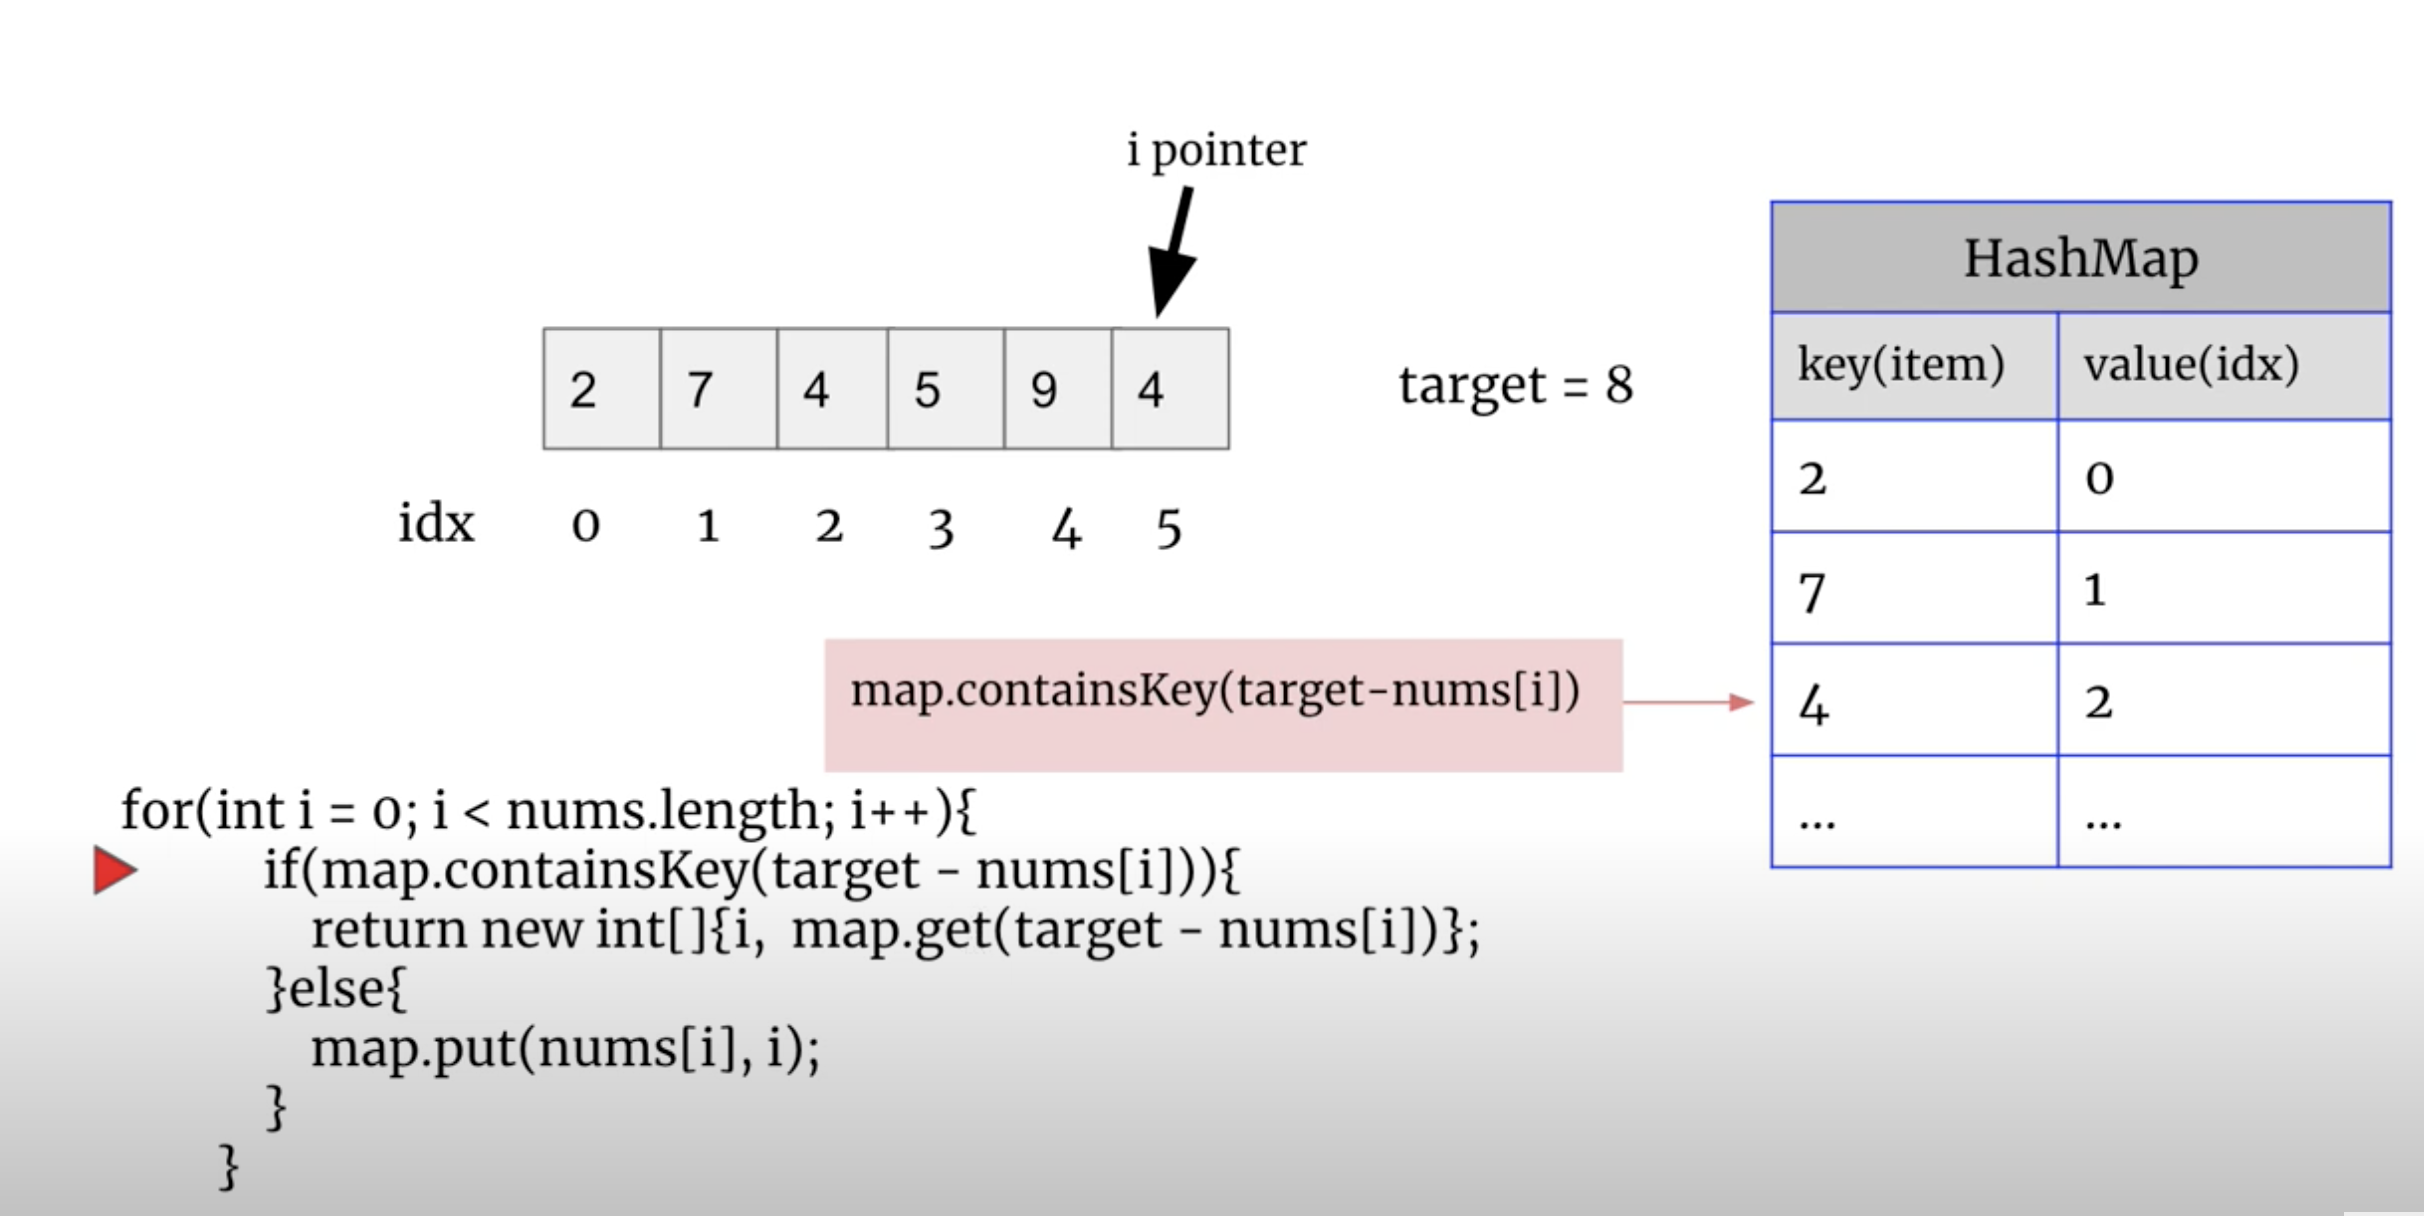 i pointer
2 7 4 5 9 4
target = 8
idx 0 1 2 3 4 5
HashMap
key(item) value(idx)
2 0
7 1
4 2
... ...
map.containsKey(target-nums[i])
for(int i = 0; i < nums.length; i++){
if(map.containsKey(target - nums[i])){
return new int[]{i, map.get(target - nums[i])};
}else{
map.put(nums[i], i);
}
}